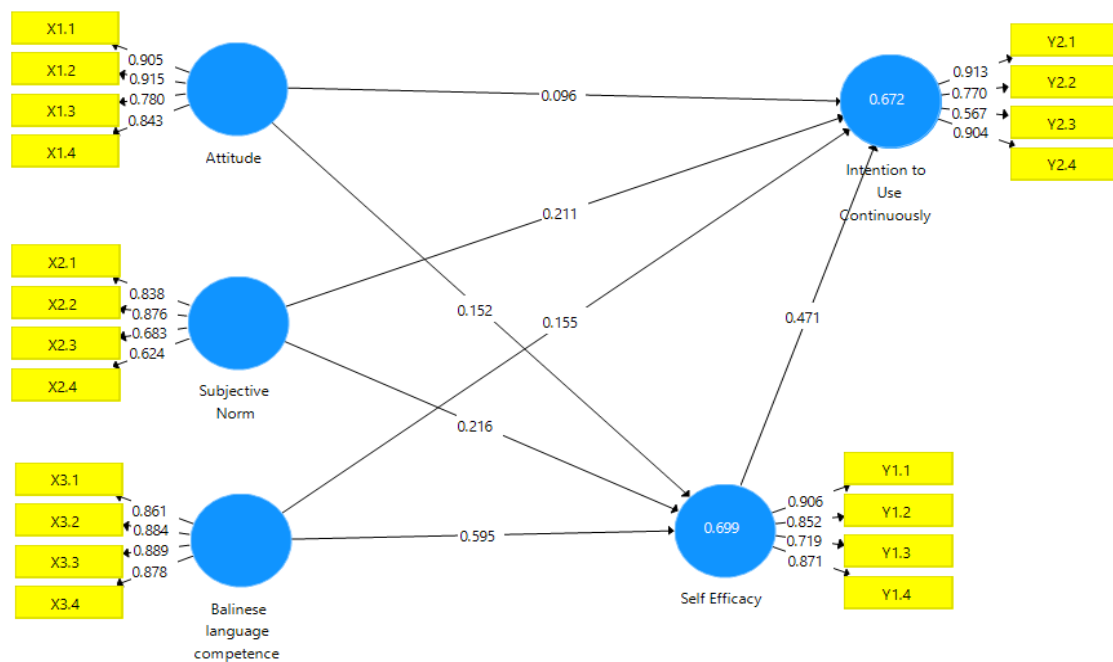 X1.1
X1.2
X1.3
X1.4
0.905
0.915
0.780
0.843
Attitude
X2.1
X2.2
X2.3
X2.4
0.838
0.876
0.683
0.624
Subjective
Norm
X3.1
X3.2
X3.3
X3.4
0.861
0.884
0.889
0.878
Balinese
language
competence
0.096
0.211
0.152
0.155
0.471
0.216
0.595
0.672
Intention to
Use
Continuously
0.913
0.770
0.567
0.904
Y2.1
Y2.2
Y2.3
Y2.4
0.699
Self Efficacy
0.906
0.852
0.719
0.871
Y1.1
Y1.2
Y1.3
Y1.4